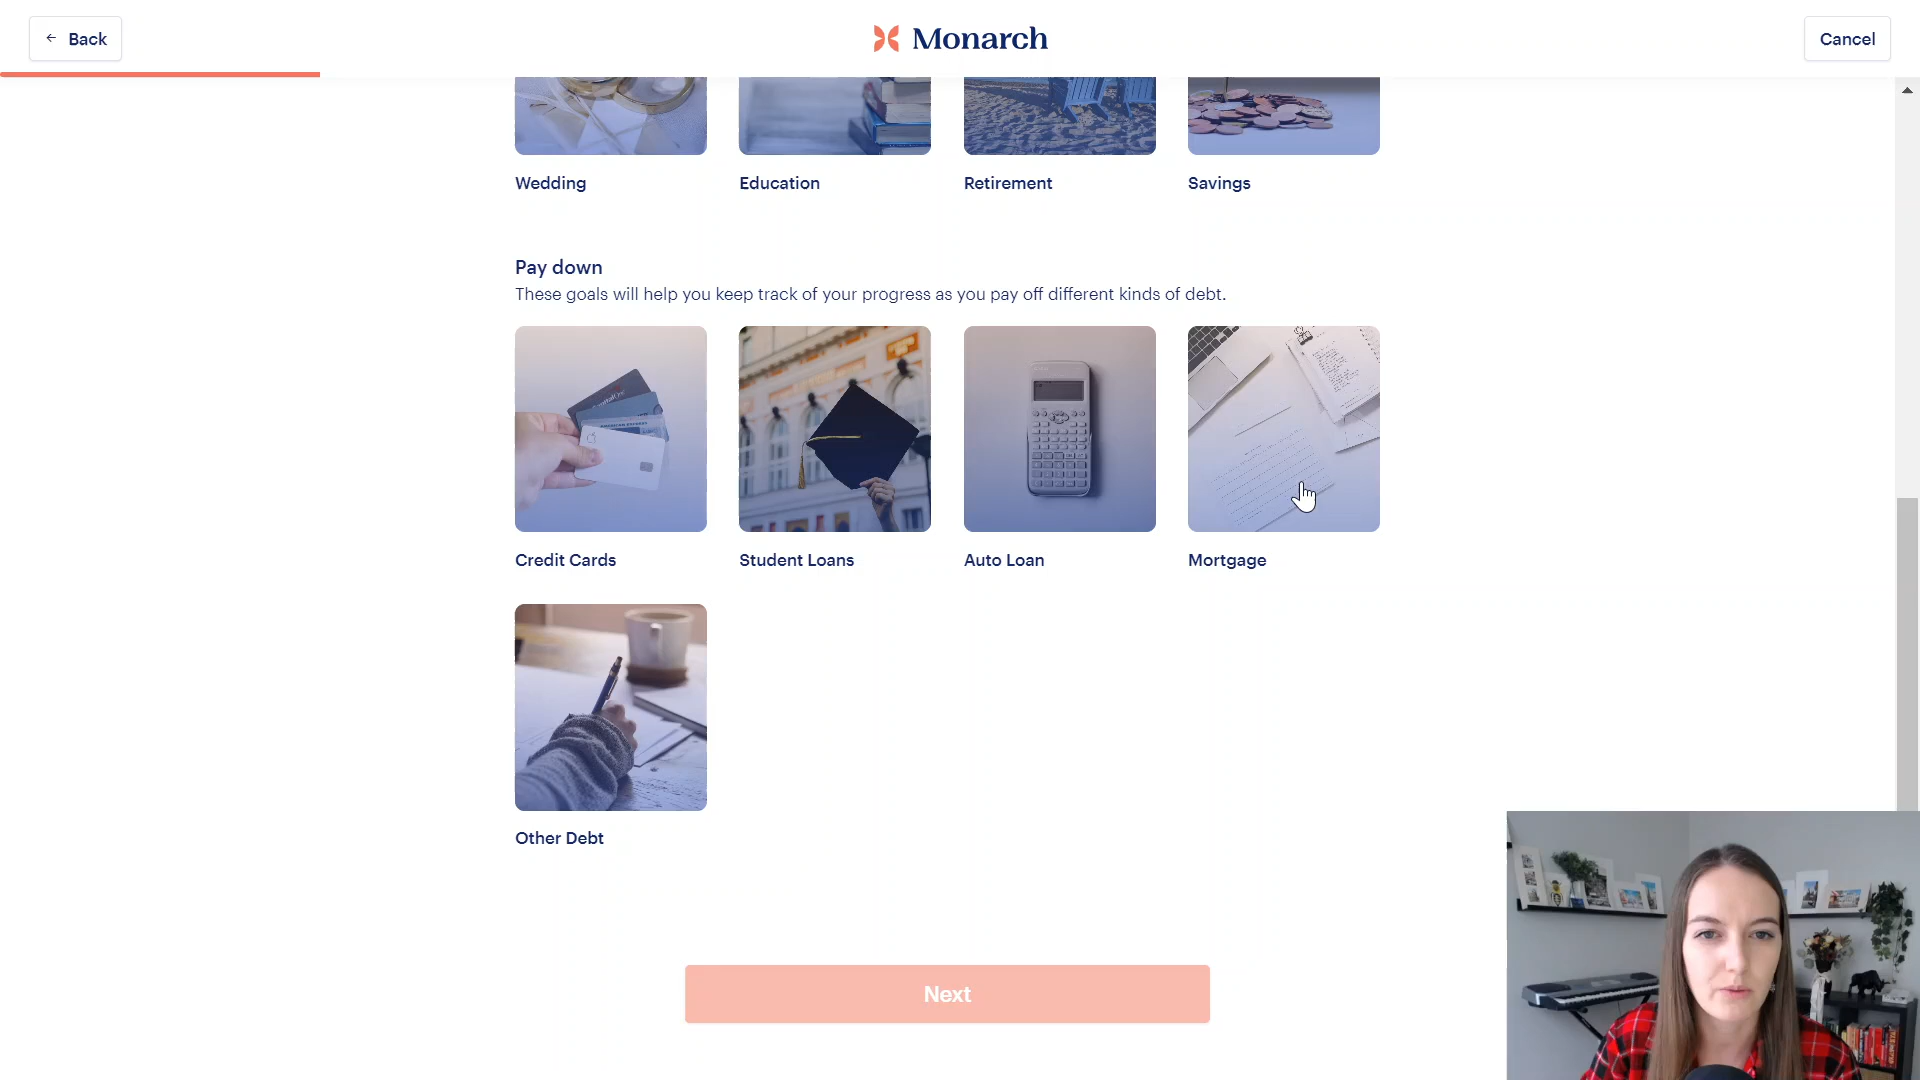 Back
Monarch
Cancel
Wedding
Education
Retirement
Savings
Pay down
These goals will help you keep track of your progress as you pay off different kinds of debt.
Credit Cards
Student Loans
Auto Loan
Mortgage
Other Debt
Next